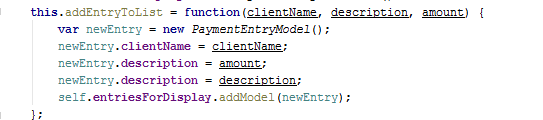 this.addEntryToList = function(clientName, description, amount) {
var newEntry = new PaymentEntryModel();
newEntry.clientName = clientName;
newEntry.description = amount;
newEntry.description = description;
self.entriesForDisplay.addModel(newEntry);
};